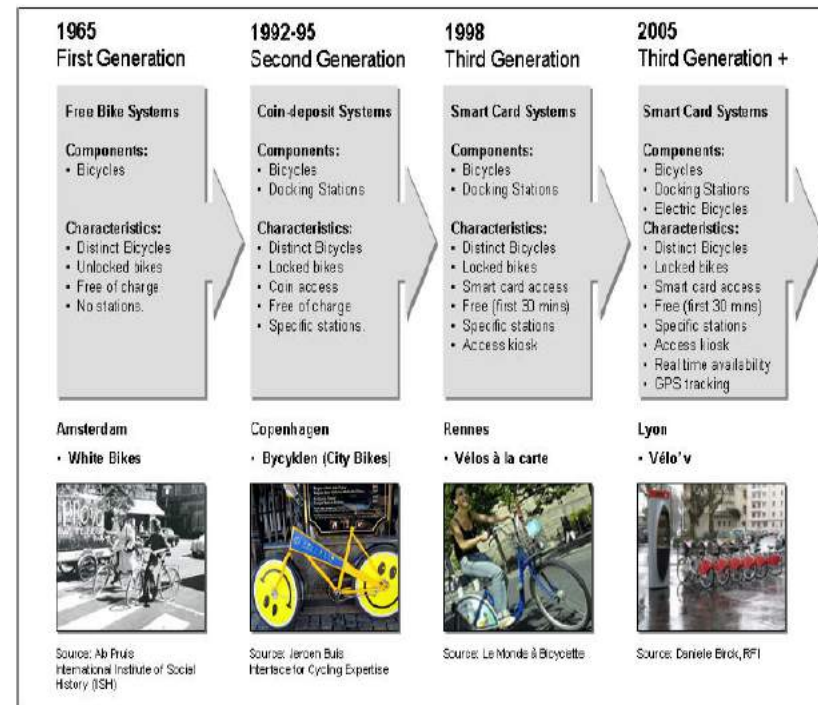 1965
First Generation
Free Bike Systems
Components:
• Bicycles
Characteristics:
• Distinct Bicycles
• Unlocked bikes
• Free of charge
• No stations.
Amsterdam
• White Bikes
Source: Ab Pruis
International Institute of Social
History (ISH)
1992-95
Second Generation
Coin-deposit Systems
Components:
• Bicycles
• Docking Stations
Characteristics:
• Distinct Bicycles
• Locked bikes
• Coin access
• Free of charge
• Specific stations.
Copenhagen
• Bycyklen (City Bikes)
Source: Jeroen Buis
Interface for Cycling Expertise
1998
Third Generation
Smart Card Systems
Components:
• Bicycles
• Docking Stations
Characteristics:
• Distinct Bicycles
• Locked bikes
• Smart card access
• Free (first 30 mins)
• Specific stations
• Access kiosk
Rennes
• Vélos à la carte
Source: Le Monde à Bicyclette
2005
Third Generation +
Smart Card Systems
Components:
• Bicycles
• Docking Stations
• Electric Bicycles
Characteristics:
• Distinct Bicycles
• Locked bikes
• Smart card access
• Free (first 30 mins)
• Specific stations
• Access kiosk
• Real time availability
• GPS tracking
Lyon
• Vélo'v
Source: Daniele Birck, RFI